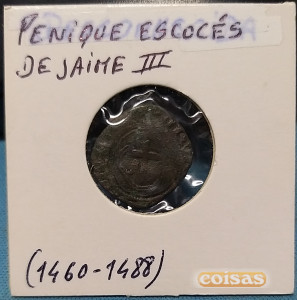 PENIQUE ESCOCÉS
DE JAIME III
(1460-1488)
coisas